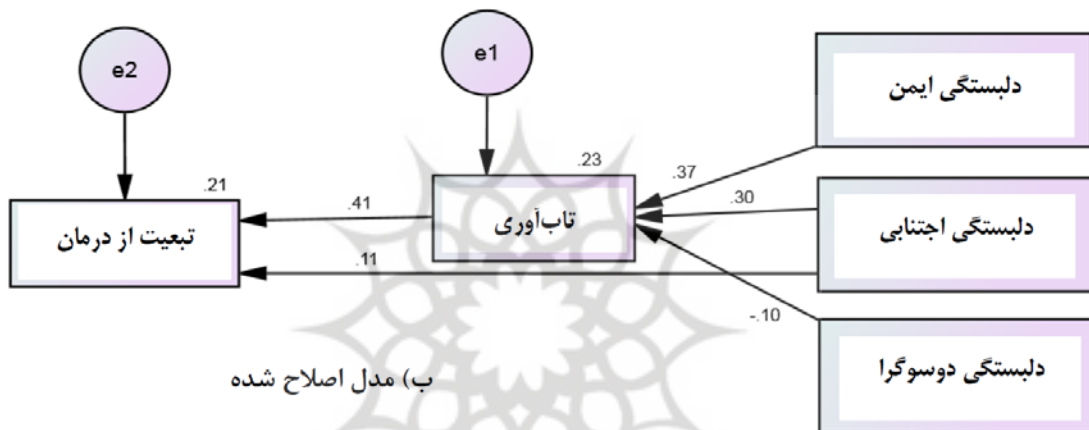 e1
e2
دلبستگی ایمن
.23
.37
.21
.41
.30
تاب‌آوری
دلبستگی اجتنابی
تبعیت از درمان
.11
-.10
دلبستگی دوسوگرا
ب) مدل اصلاح شده